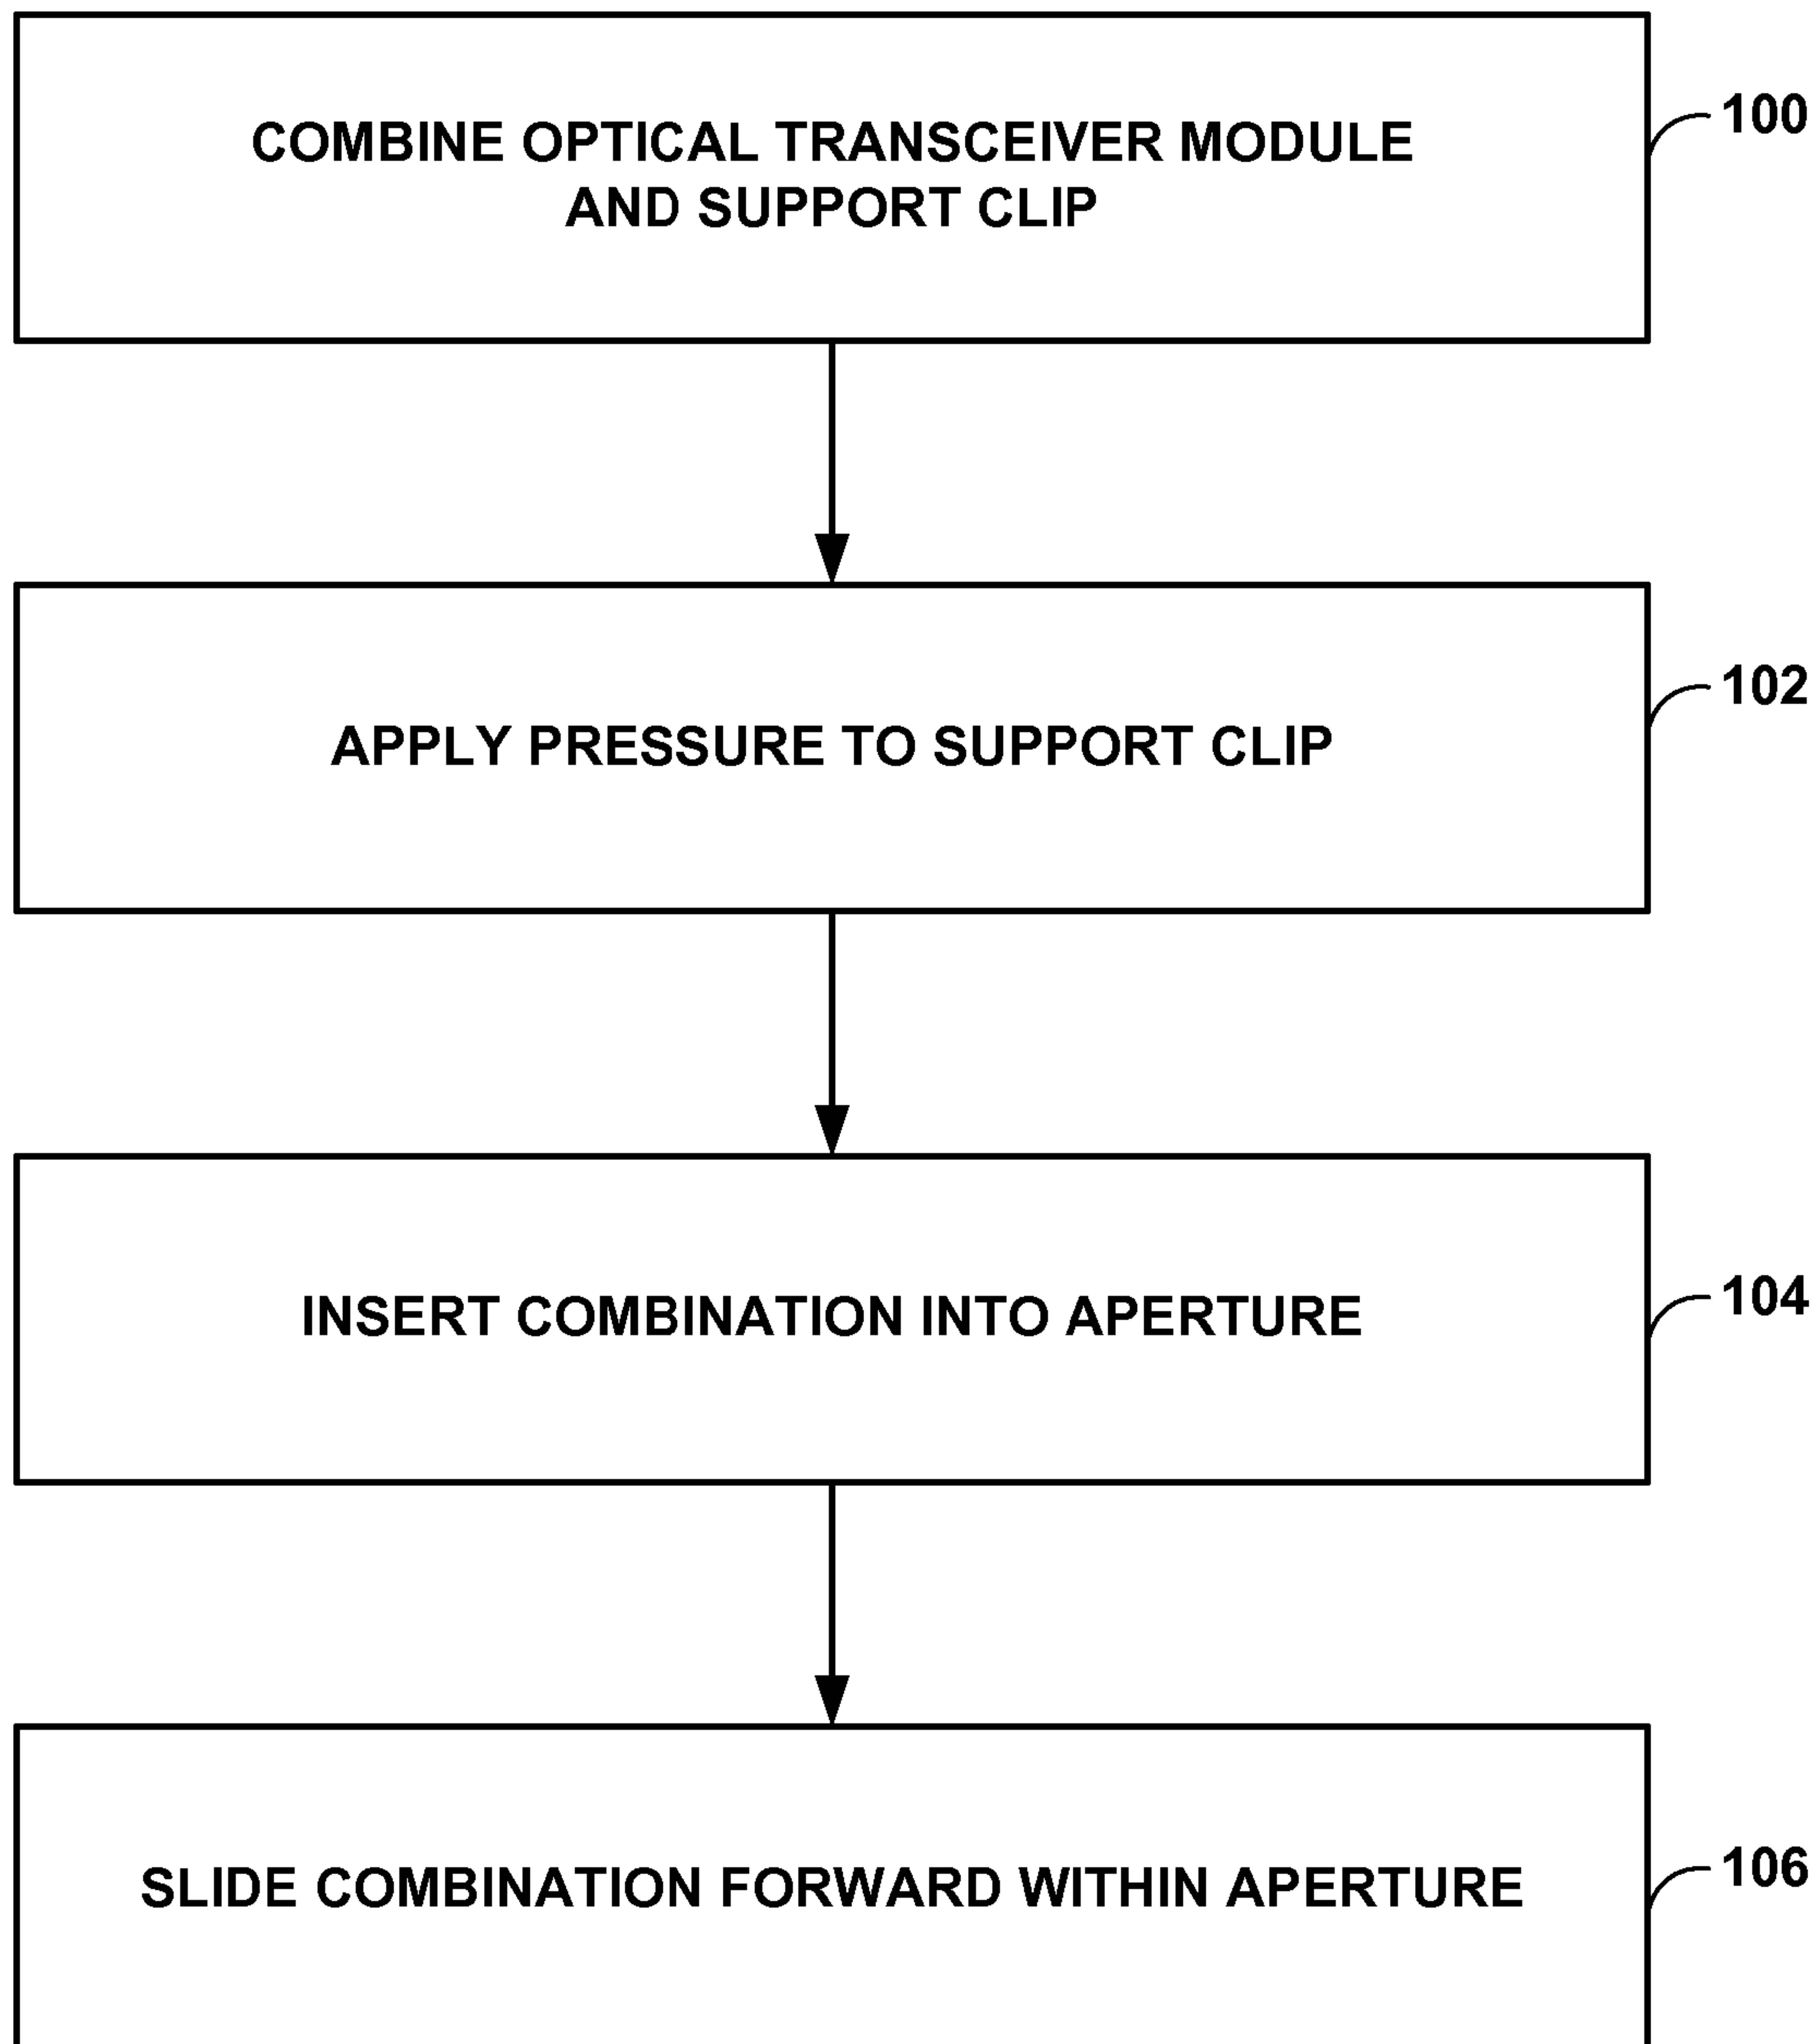 COMBINE OPTICAL TRANSCEIVER MODULE
AND SUPPORT CLIP
100
APPLY PRESSURE TO SUPPORT CLIP
102
INSERT COMBINATION INTO APERTURE
104
SLIDE COMBINATION FORWARD WITHIN APERTURE
106